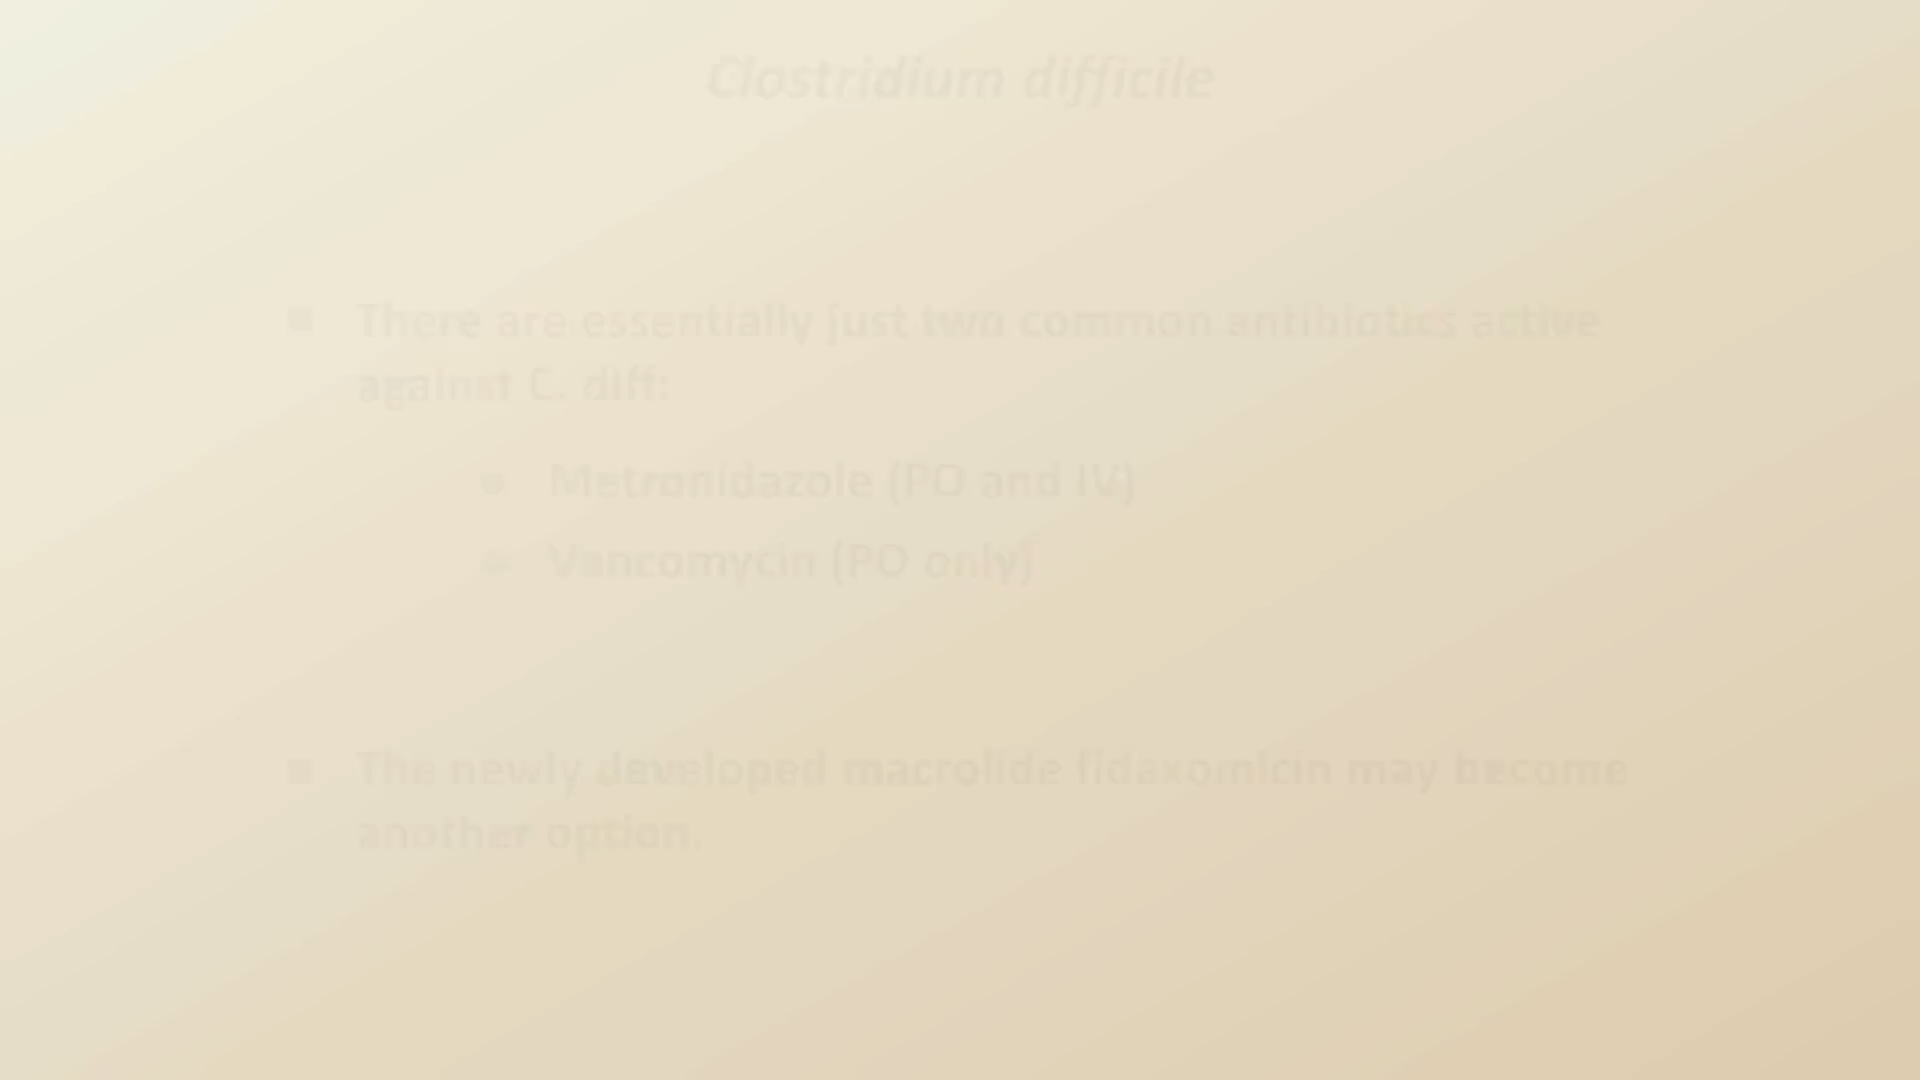 Clostridium difficile
There are essentially just two common antibiotics active
against C. diff:
Metronidazole (PO and IV)
Vancomycin (PO only)
The newly developed macrolide fidaxomicin may become
another option.